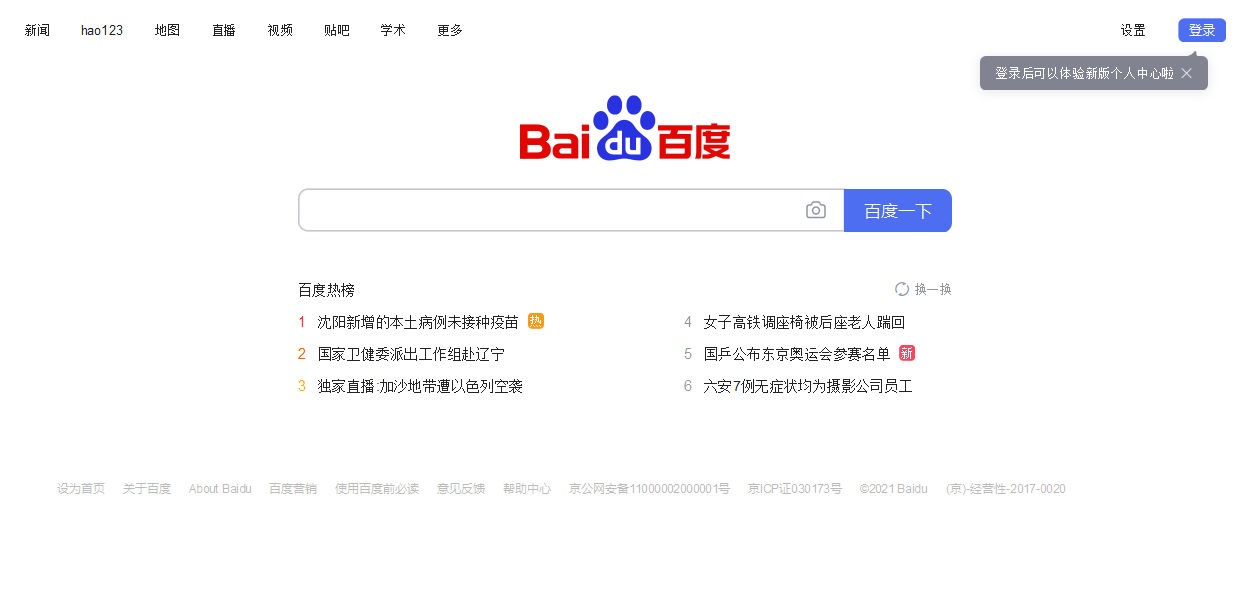 新闻 hao123 地图 直播 视频 贴吧 学术 更多 设置 登录
登录后可以体验新版个人中心啦
Bai du 百度
百度一下
百度热榜 换一换
1 沈阳新增的本土病例未接种疫苗 热
2 国家卫健委派出工作组赴辽宁
3 独家直播:加沙地带遭以色列空袭
4 女子高铁调座椅被后座老人踹回
5 国乒公布东京奥运会参赛名单 新
6 六安7例无症状均为摄影公司员工
设为首页 关于百度 About Baidu 百度营销 使用百度前必读 意见反馈 帮助中心 京公网安备11000002000001号 京ICP证030173号 ©2021 Baidu (京)-经营性-2017-0020